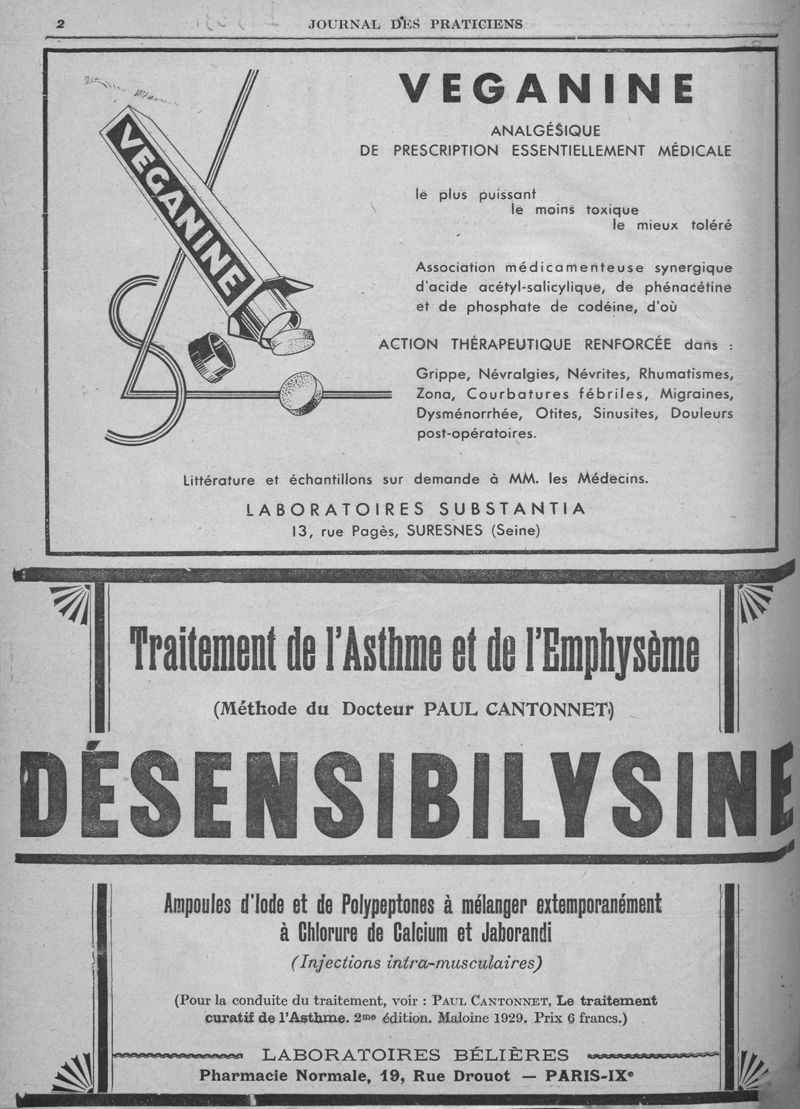 2
JOURNAL DES PRATICIENS
VEGANINE
VEGANINE
ANALGÉSIQUE
DE PRESCRIPTION ESSENTIELLEMENT MÉDICALE
le plus puissant
le moins toxique
le mieux toléré
Association médicamenteuse synergique
d'acide acétyl-salicylique, de phénacétine
et de phosphate de codéine, d'où
ACTION THÉRAPEUTIQUE RENFORCÉE dans :
Grippe, Névralgies, Névrites, Rhumatismes,
Zona, Courbatures fébriles, Migraines,
Dysménorrhée, Otites, Sinusites, Douleurs
post-opératoires.
Littérature et échantillons sur demande à MM. les Médecins.
LABORATOIRES SUBSTANTIA
13, rue Pagès, SURESNES (Seine)
Traitement de l'Asthme et de l'Emphysème
(Méthode du Docteur PAUL CANTONNET)
DÉSENSIBILYSINE
Ampoules d'Iode et de Polypeptones à mélanger extemporanément
à Chlorure de Calcium et Jaborandi
(Injections intra-musculaires)
(Pour la conduite du traitement, voir : PAUL CANTONNET, Le traitement
curatif de l'Asthme. 2me édition. Maloine 1929. Prix 6 francs.)
LABORATOIRES BÉLIÈRES
Pharmacie Normale, 19, Rue Drouot — PARIS-IXe